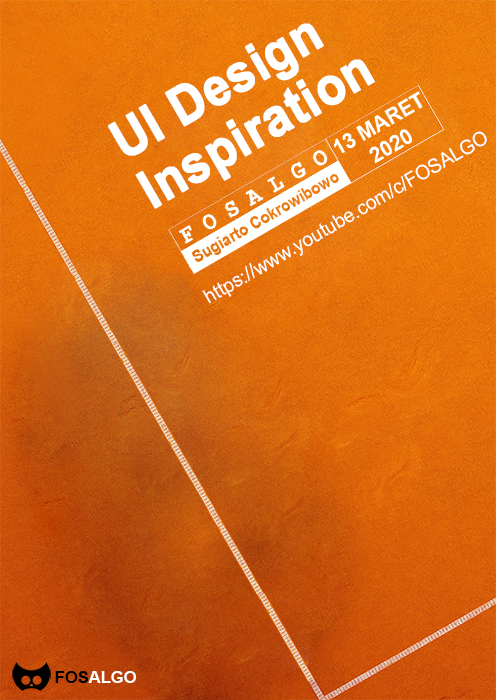 UI Design
Inspiration
FOSALGO
Sugiarto Cokrowibowo
13 MARET
2020
https://www.youtube.com/c/FOSALGO
FOSALGO